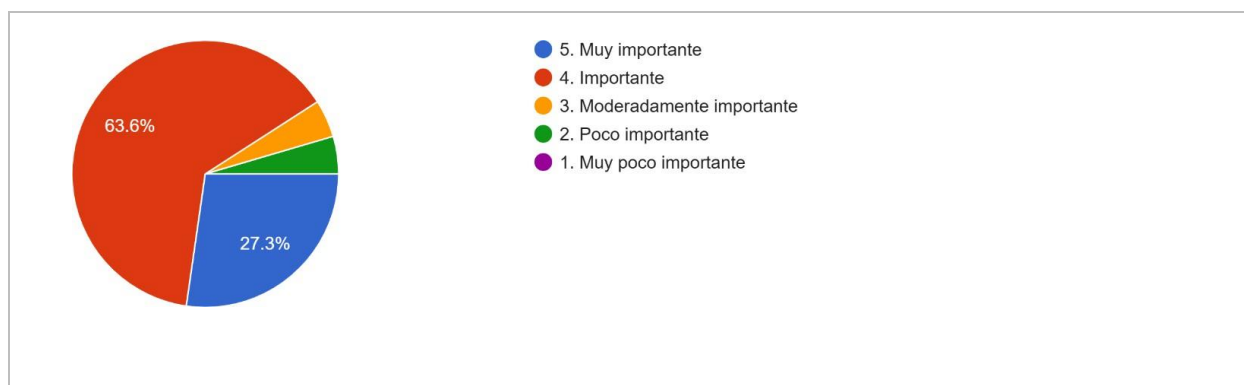 63.6%
27.3%
5. Muy importante
4. Importante
3. Moderadamente importante
2. Poco importante
1. Muy poco importante